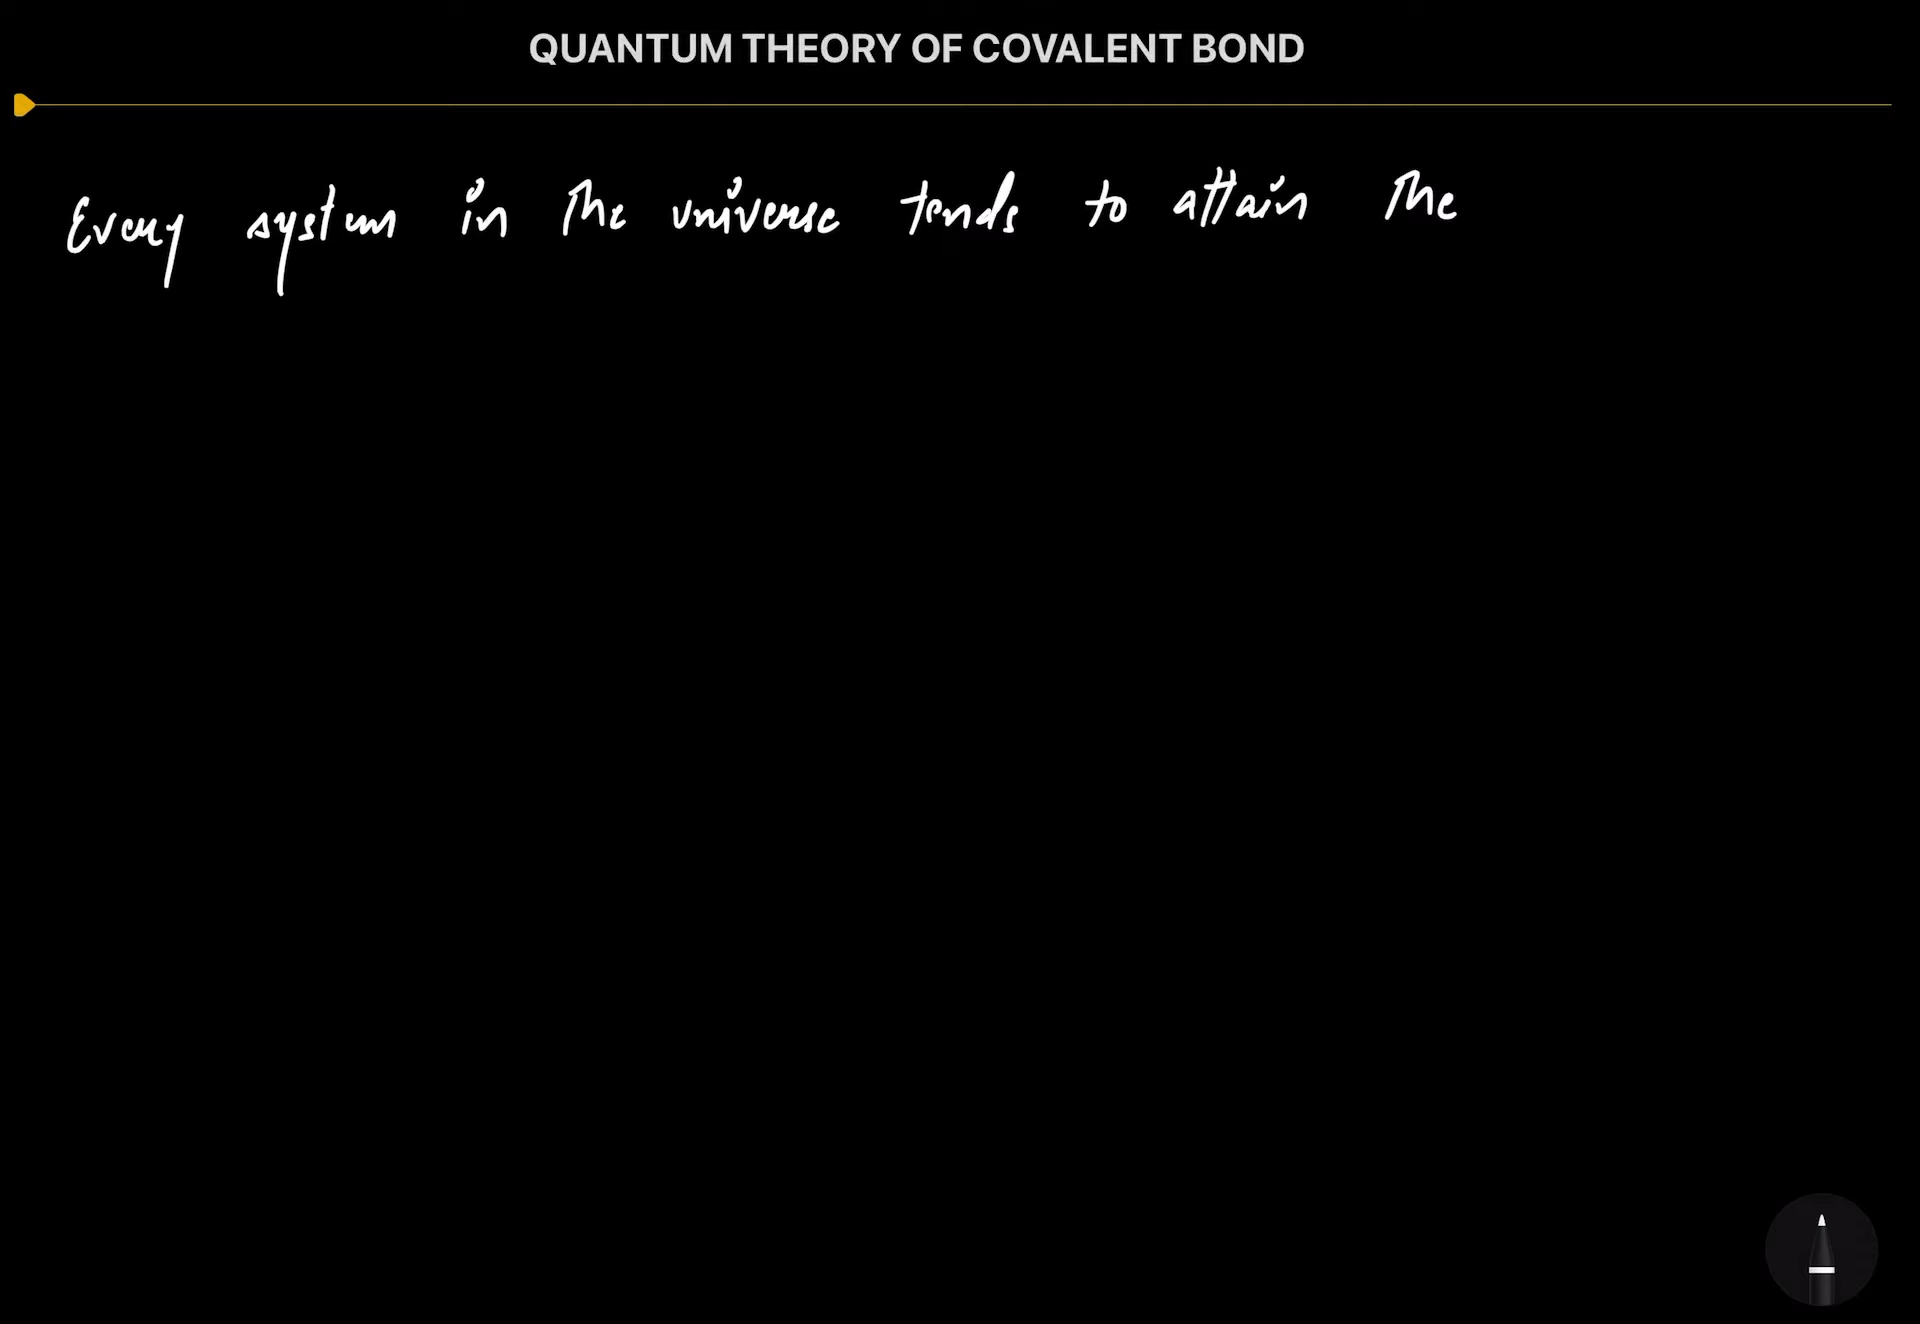 QUANTUM THEORY OF COVALENT BOND
Every system in the universe tends to attain the